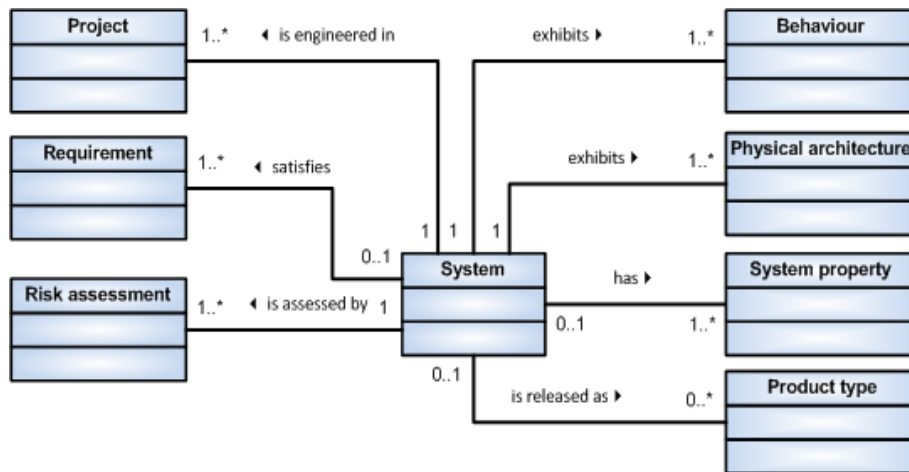 Project
1..*
◄ is engineered in
exhibits ►
1..*
Behaviour
Requirement
1..*
◄ satisfies
exhibits ►
1..*
Physical architecture
1
1
1
0..1
System
System property
Risk assessment
1..*
◄ is assessed by
1
has ►
0..1
1..*
0..1
is released as ►
0..*
Product type